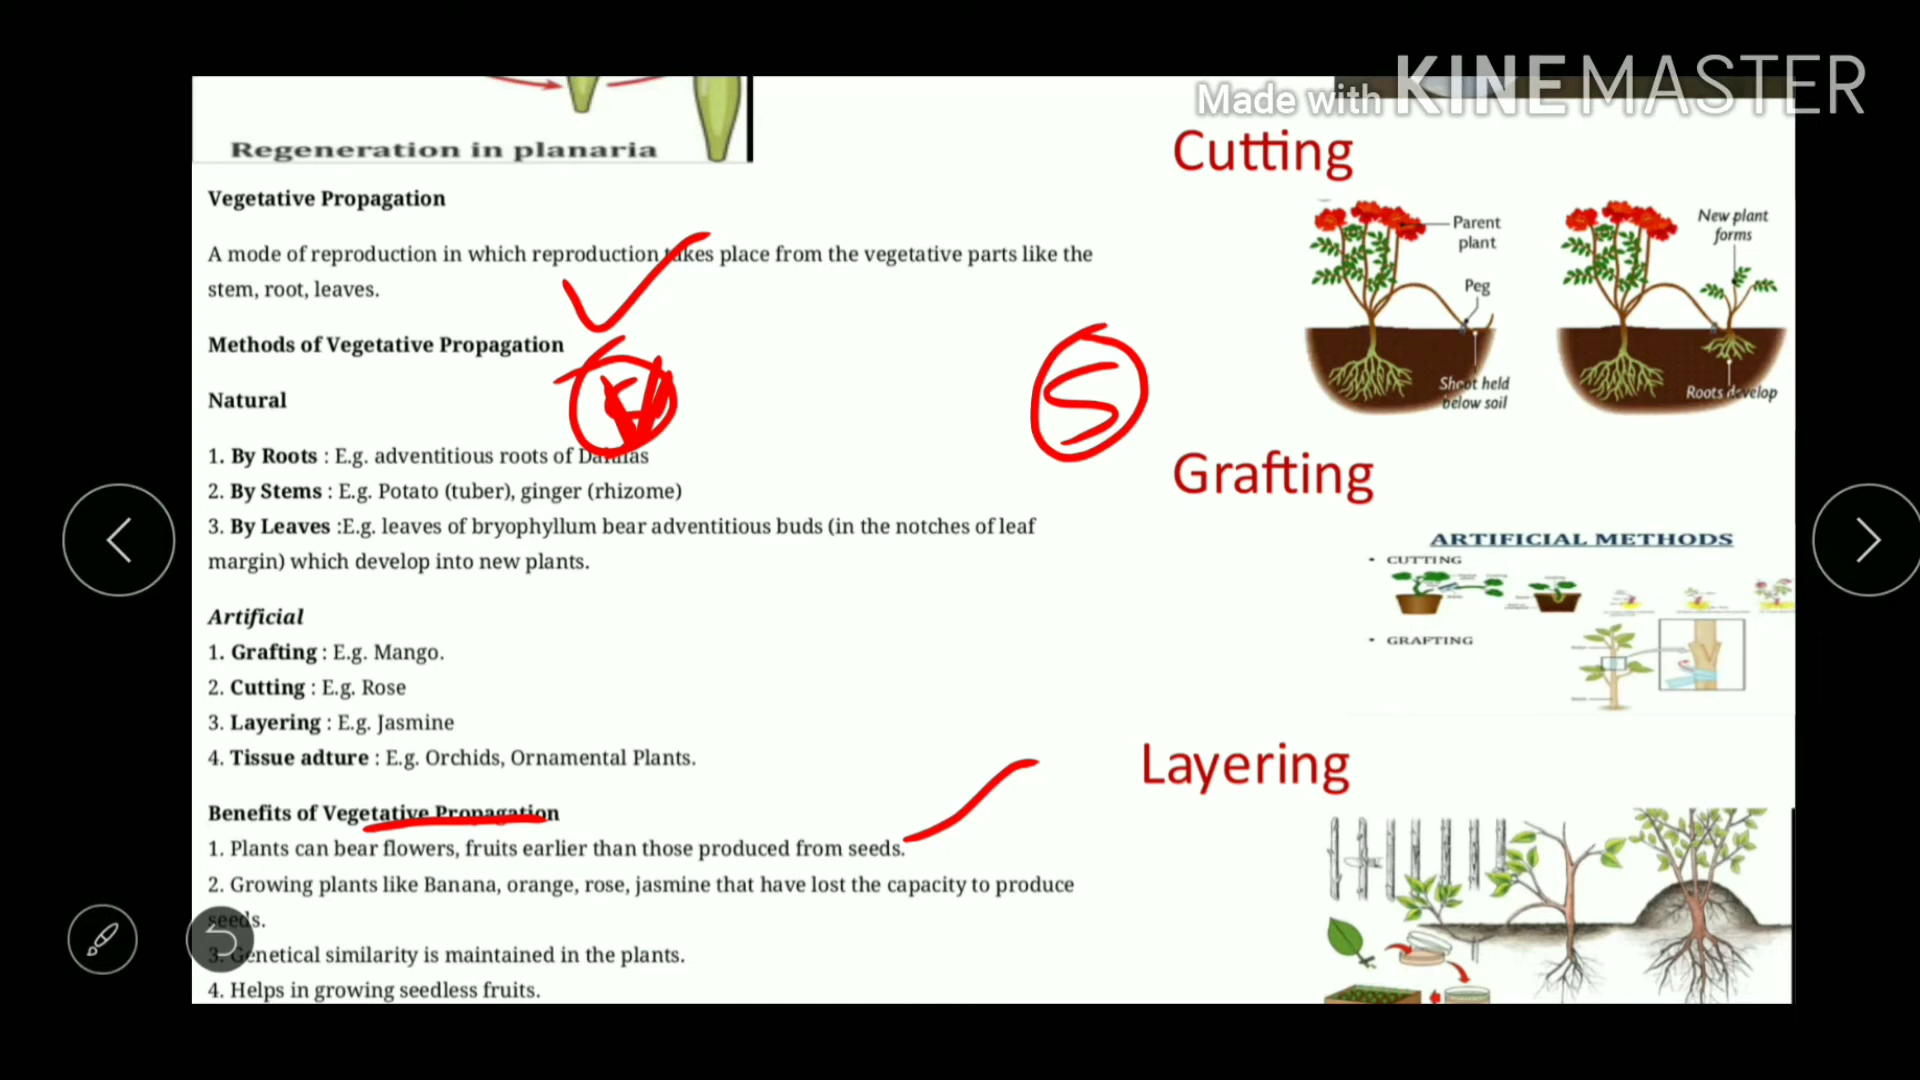 Made with KINEMASTER
Regeneration in planaria
Vegetative Propagation
A mode of reproduction in which reproduction takes place from the vegetative parts like the
stem, root, leaves.
Methods of Vegetative Propagation
Natural
1. By Roots : E.g. adventitious roots of Dahlias
2. By Stems : E.g. Potato (tuber), ginger (rhizome)
3. By Leaves :E.g. leaves of bryophyllum bear adventitious buds (in the notches of leaf
margin) which develop into new plants.
Artificial
1. Grafting : E.g. Mango.
2. Cutting : E.g. Rose
3. Layering : E.g. Jasmine
4. Tissue adture : E.g. Orchids, Ornamental Plants.
Benefits of Vegetative Propagation
1. Plants can bear flowers, fruits earlier than those produced from seeds.
2. Growing plants like Banana, orange, rose, jasmine that have lost the capacity to produce
seeds.
3. Genetical similarity is maintained in the plants.
4. Helps in growing seedless fruits.
S
Cutting
Parent
plant
Peg
Shoot held
below soil
New plant
forms
Roots develop
Grafting
ARTIFICIAL METHODS
• CUTTING
• GRAFTING
Layering